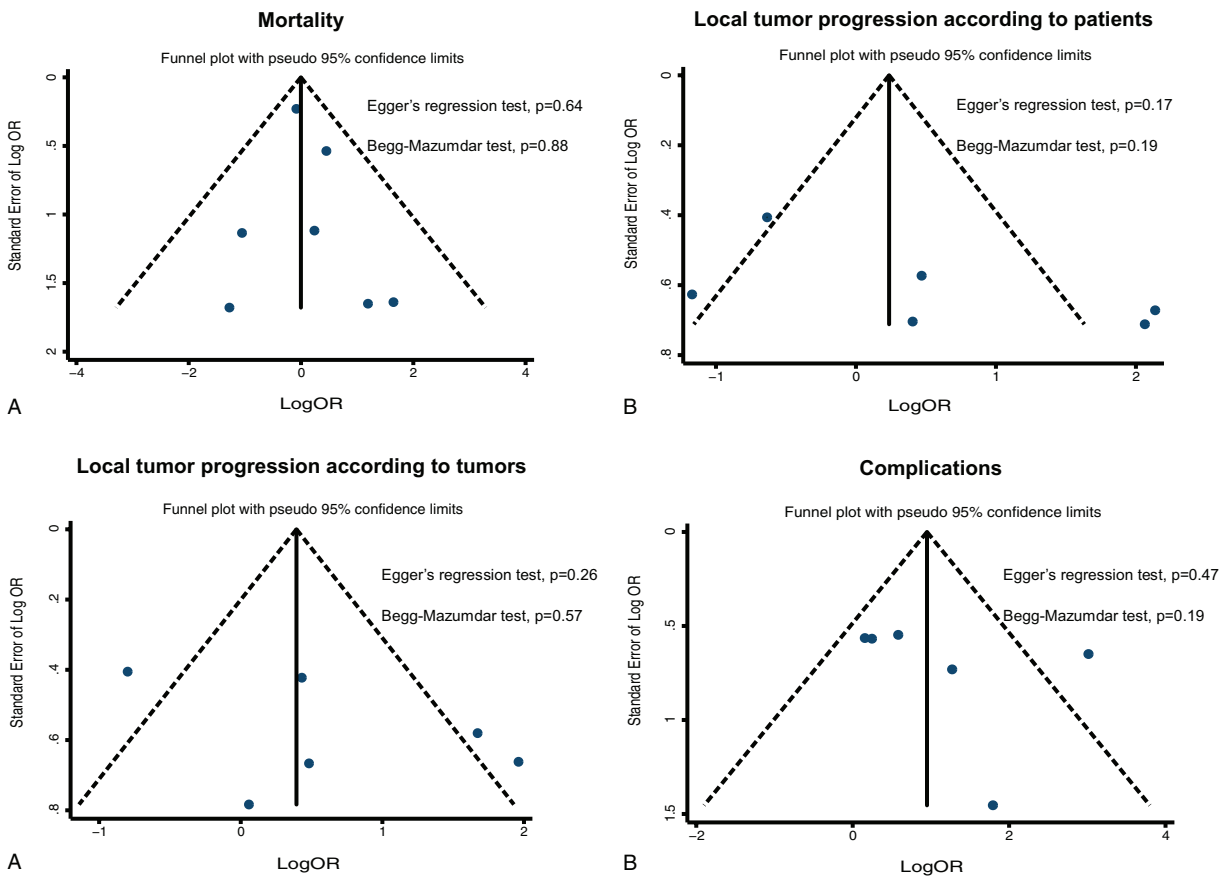 Mortality
Funnel plot with pseudo 95% confidence limits
Egger's regression test, p=0.64
Begg-Mazumdar test, p=0.88
Standard Error of Log OR
0
.5
1
1.5
2
−4
−2
0
2
4
LogOR
A
Local tumor progression according to patients
Funnel plot with pseudo 95% confidence limits
Egger's regression test, p=0.17
Begg-Mazumdar test, p=0.19
Standard Error of Log OR
0
.2
.4
.6
.8
−1
0
1
2
LogOR
B
Local tumor progression according to tumors
Funnel plot with pseudo 95% confidence limits
Egger's regression test, p=0.26
Begg-Mazumdar test, p=0.57
Standard Error of Log OR
0
.2
.4
.6
.8
−1
0
1
2
LogOR
A
Complications
Funnel plot with pseudo 95% confidence limits
Egger's regression test, p=0.47
Begg-Mazumdar test, p=0.19
Standard Error of Log OR
0
.5
1
1.5
−2
0
2
4
LogOR
B